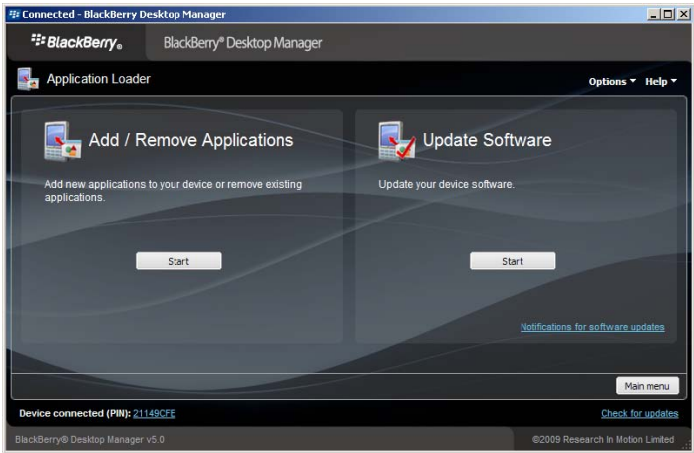 Connected - BlackBerry Desktop Manager
BlackBerry® BlackBerry® Desktop Manager
Application Loader Options Help
Add / Remove Applications
Add new applications to your device or remove existing
applications.
Start
Update Software
Update your device software.
Start
Notifications for software updates
Main menu
Device connected (PIN): 21149CFE Check for updates
BlackBerry® Desktop Manager v5.0 ©2009 Research In Motion Limited